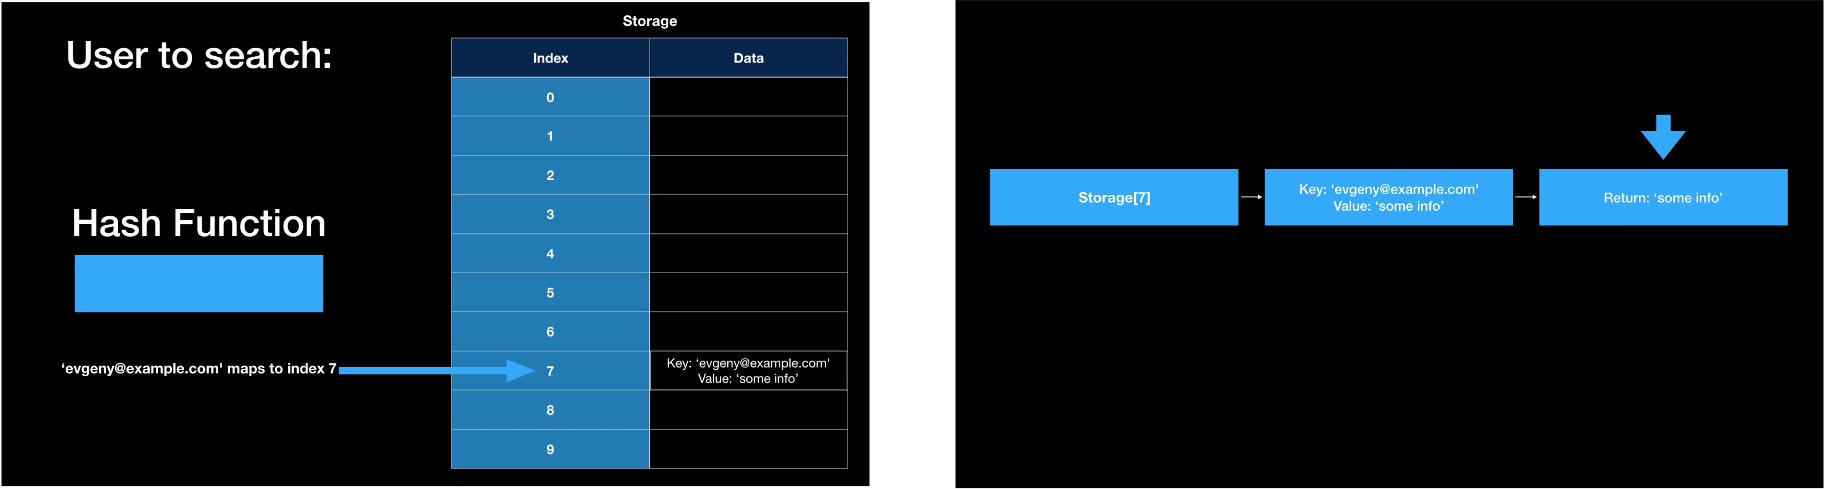 User to search:
Hash Function
‘evgeny@example.com' maps to index 7
Storage
Index Data
0
1
2
3
4
5
6
7
Key: ‘evgeny@example.com'
Value: ‘some info’
8
9
Storage[7]
Key: ‘evgeny@example.com'
Value: ‘some info’
Return: ‘some info’